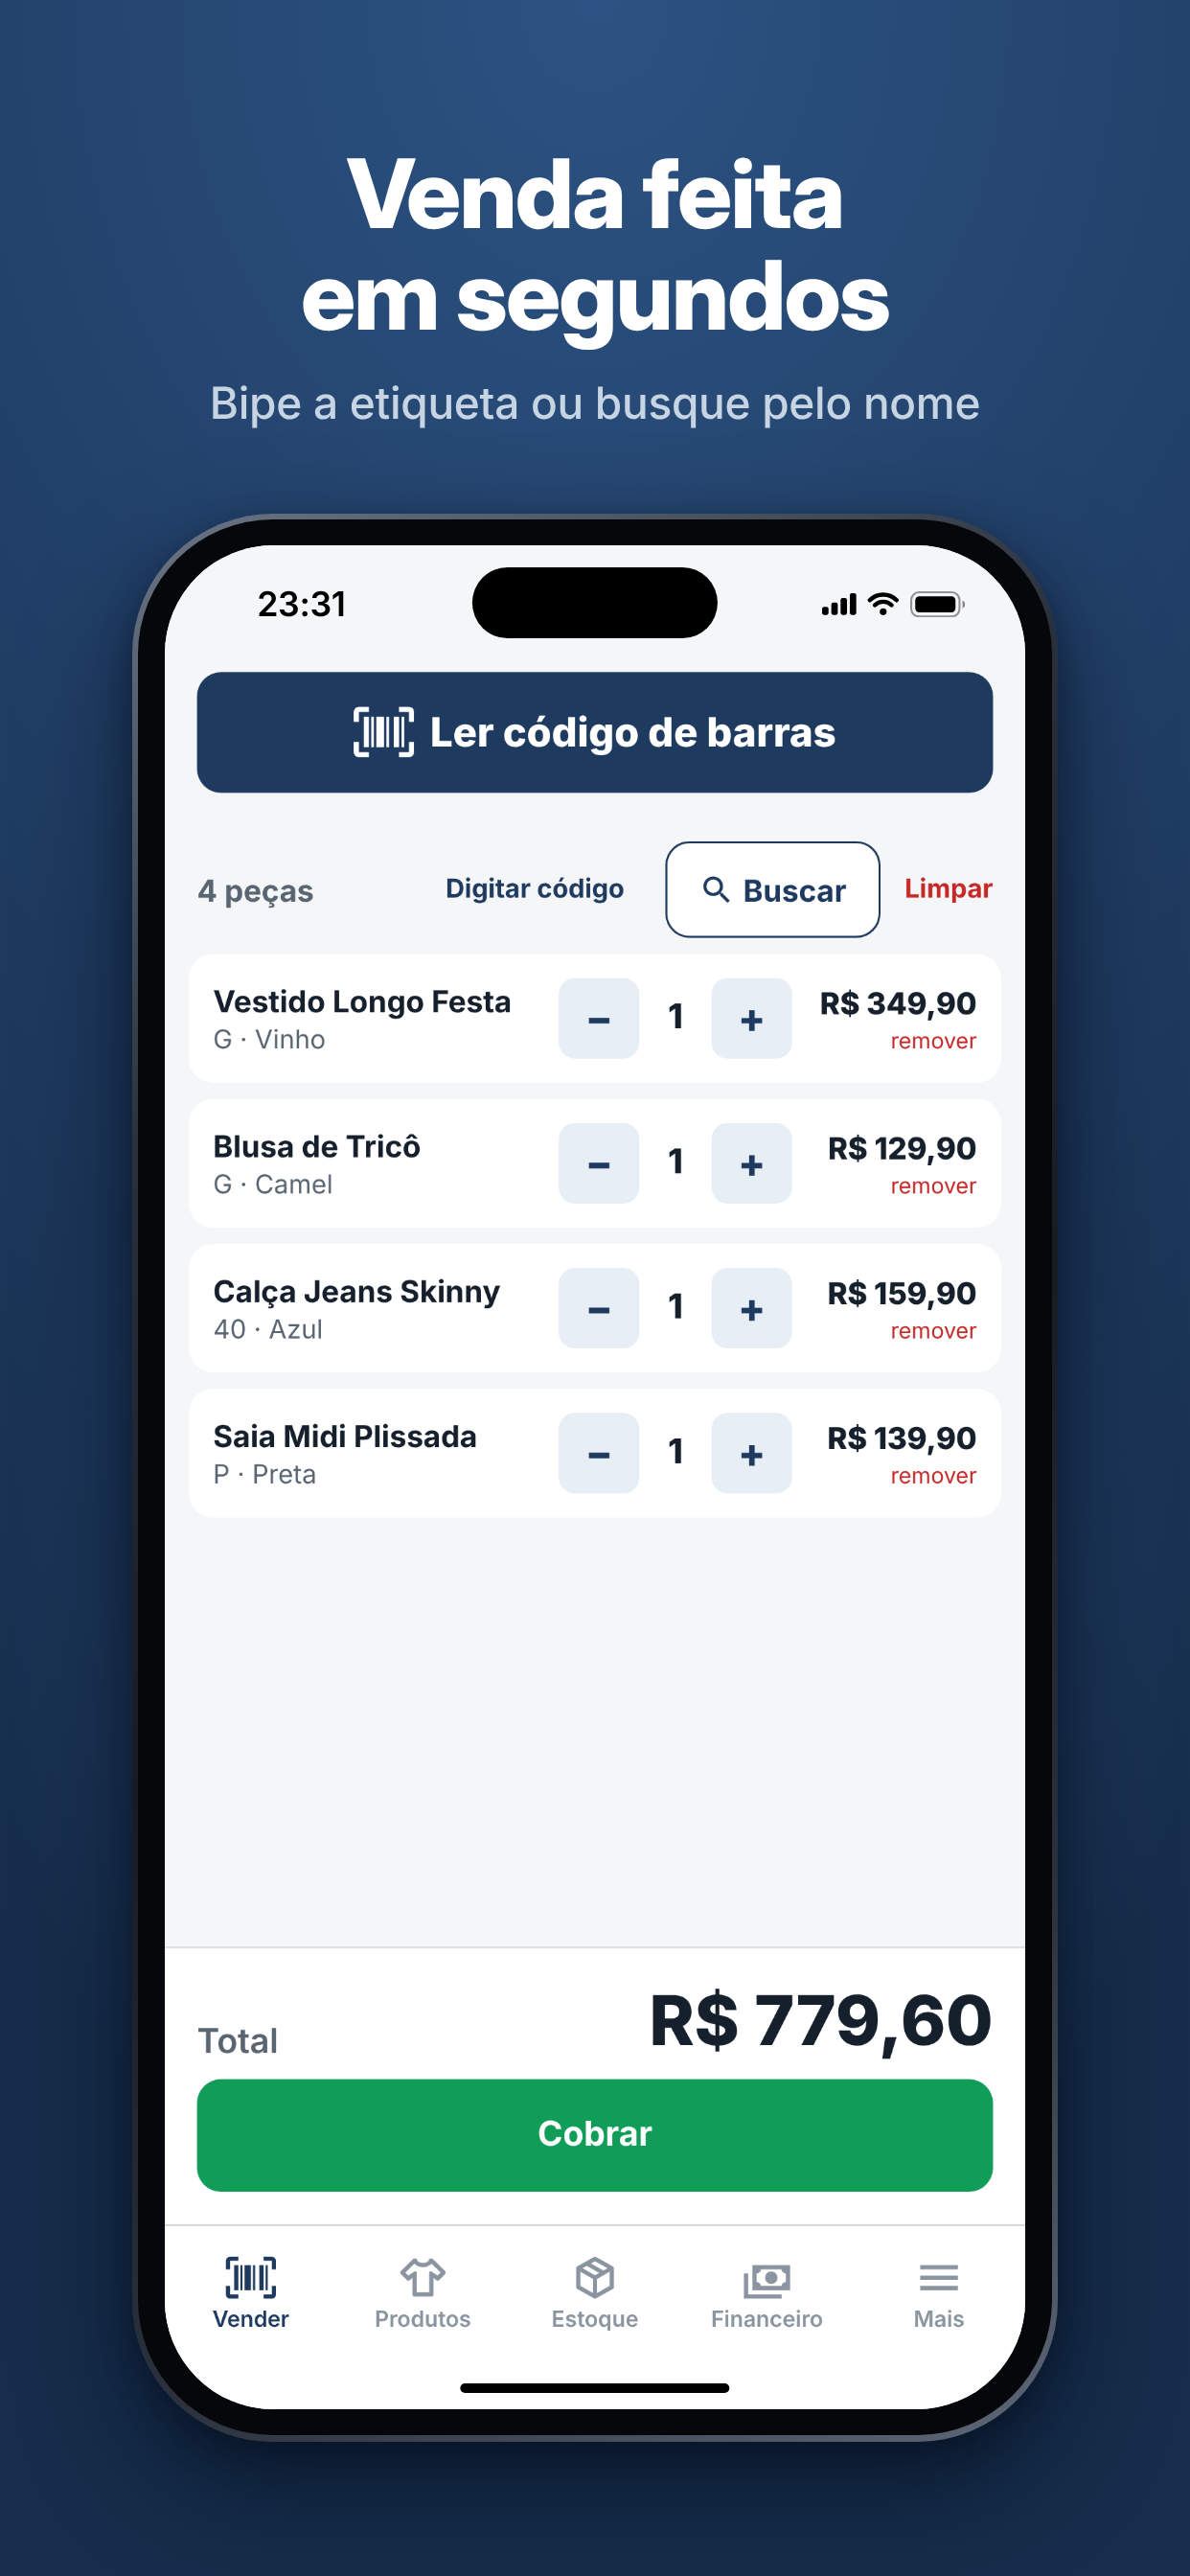 Venda feita
em segundos
Bipe a etiqueta ou busque pelo nome
23:31
Ler código de barras
4 peças Digitar código Buscar Limpar
Vestido Longo Festa − 1 + R$ 349,90
G · Vinho remover
Blusa de Tricô − 1 + R$ 129,90
G · Camel remover
Calça Jeans Skinny − 1 + R$ 159,90
40 · Azul remover
Saia Midi Plissada − 1 + R$ 139,90
P · Preta remover
Total R$ 779,60
Cobrar
Vender Produtos Estoque Financeiro Mais